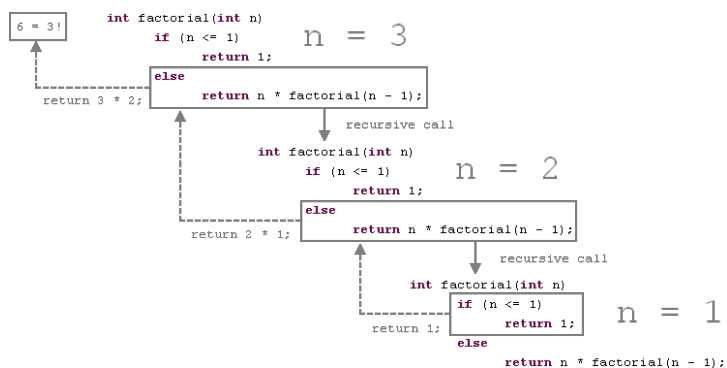 6 = 3!
int factorial(int n)
if (n <= 1)
return 1;
else
return n * factorial(n - 1);
n = 3
return 3 * 2;
recursive call
int factorial(int n)
if (n <= 1)
return 1;
else
return n * factorial(n - 1);
n = 2
return 2 * 1;
recursive call
int factorial(int n)
if (n <= 1)
return 1;
else
return n * factorial(n - 1);
n = 1
return 1;